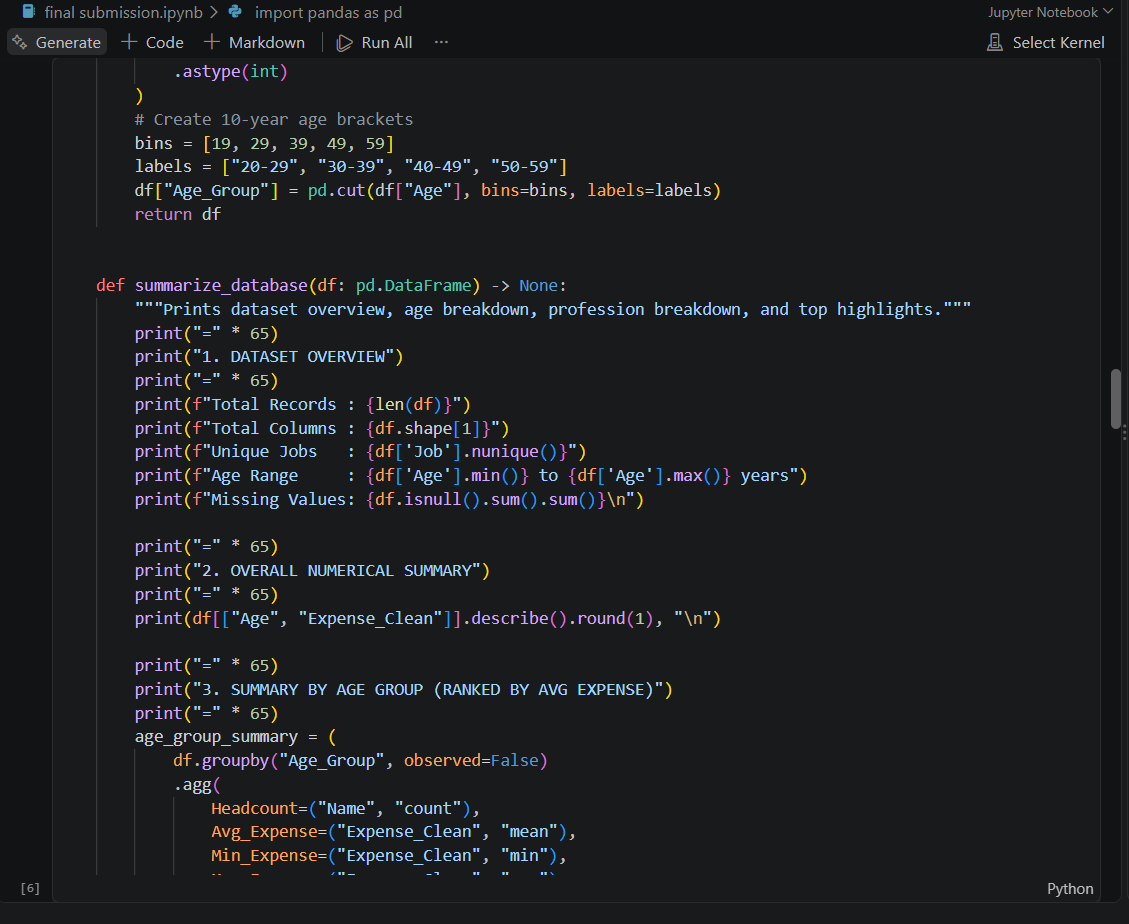 final submission.ipynb > import pandas as pd
Jupyter Notebook
Generate + Code + Markdown Run All ...
Select Kernel
.astype(int)
)
# Create 10-year age brackets
bins = [19, 29, 39, 49, 59]
labels = ["20-29", "30-39", "40-49", "50-59"]
df["Age_Group"] = pd.cut(df["Age"], bins=bins, labels=labels)
return df
def summarize_database(df: pd.DataFrame) -> None:
"""Prints dataset overview, age breakdown, profession breakdown, and top highlights."""
print("=" * 65)
print("1. DATASET OVERVIEW")
print("=" * 65)
print(f"Total Records : {len(df)}")
print(f"Total Columns : {df.shape[1]}")
print(f"Unique Jobs   : {df['Job'].nunique()}")
print(f"Age Range     : {df['Age'].min()} to {df['Age'].max()} years")
print(f"Missing Values: {df.isnull().sum().sum()}\n")
print("=" * 65)
print("2. OVERALL NUMERICAL SUMMARY")
print("=" * 65)
print(df[["Age", "Expense_Clean"]].describe().round(1), "\n")
print("=" * 65)
print("3. SUMMARY BY AGE GROUP (RANKED BY AVG EXPENSE)")
print("=" * 65)
age_group_summary = (
df.groupby("Age_Group", observed=False)
.agg(
Headcount=("Name", "count"),
Avg_Expense=("Expense_Clean", "mean"),
Min_Expense=("Expense_Clean", "min"),
[6]
Python